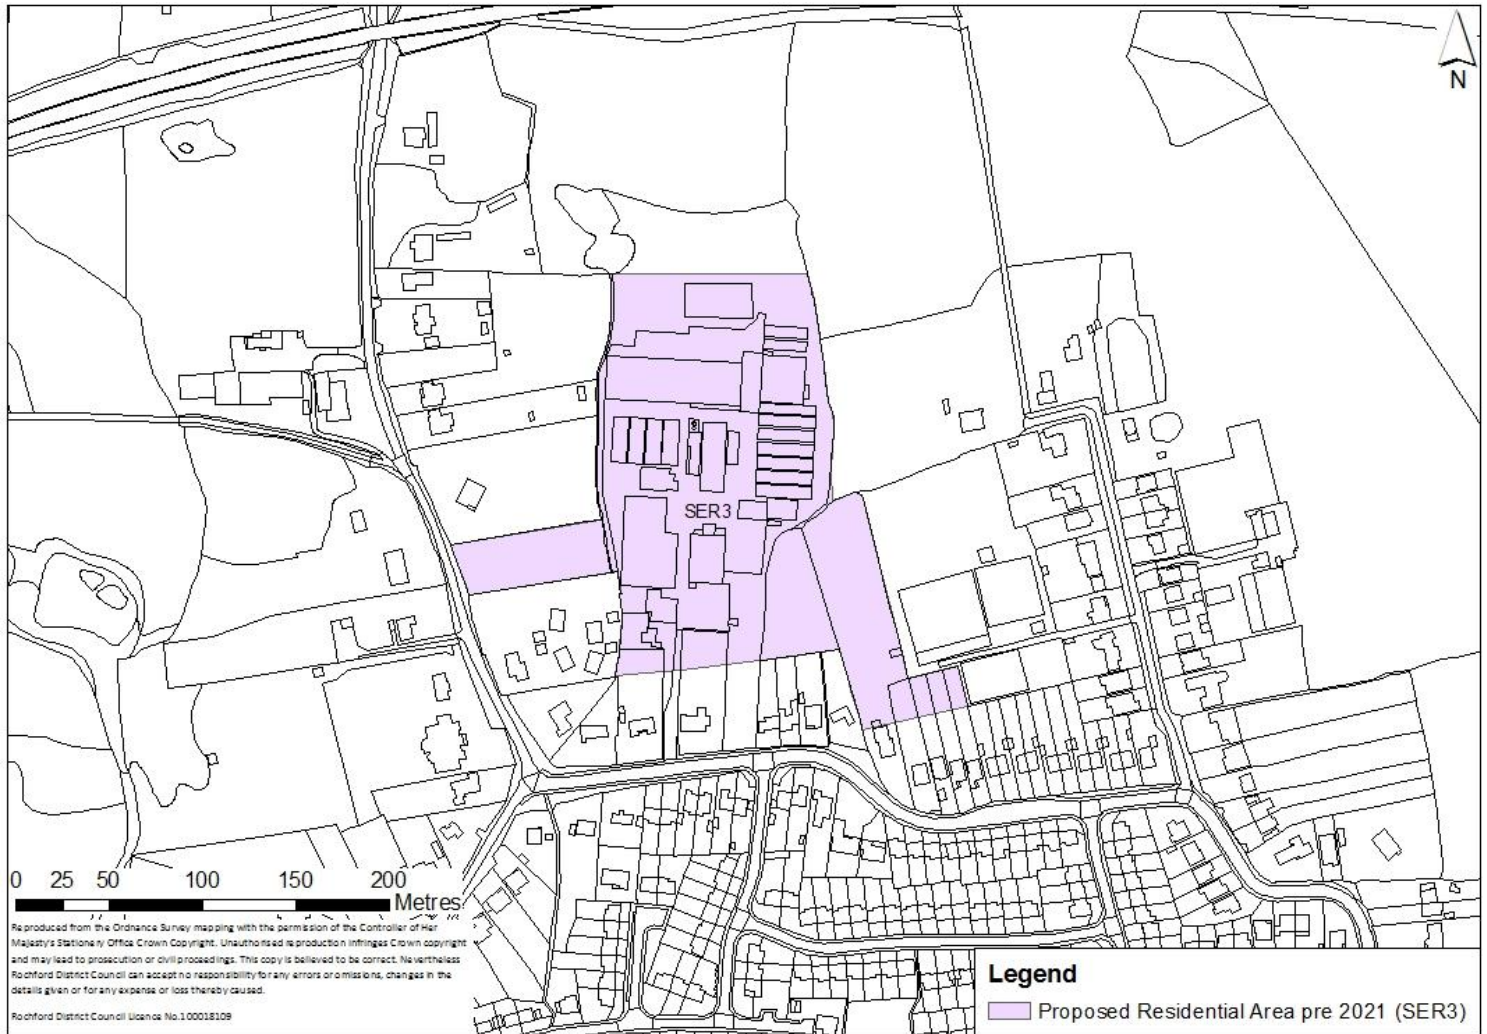 N
SER3
0 25 50 100 150 200
Metres
Reproduced from the Ordnance Survey mapping with the permission of the Controller of Her
Majesty's Stationery Office Crown Copyright. Unauthorised reproduction infringes Crown copyright
and may lead to prosecution or civil proceedings. This copy is believed to be correct. Nevertheless
Rochford District Council can accept no responsibility for any errors or omissions, changes in the
details given or for any expense or loss thereby caused.
Rochford District Council Licence No.100018109
Legend
Proposed Residential Area pre 2021 (SER3)